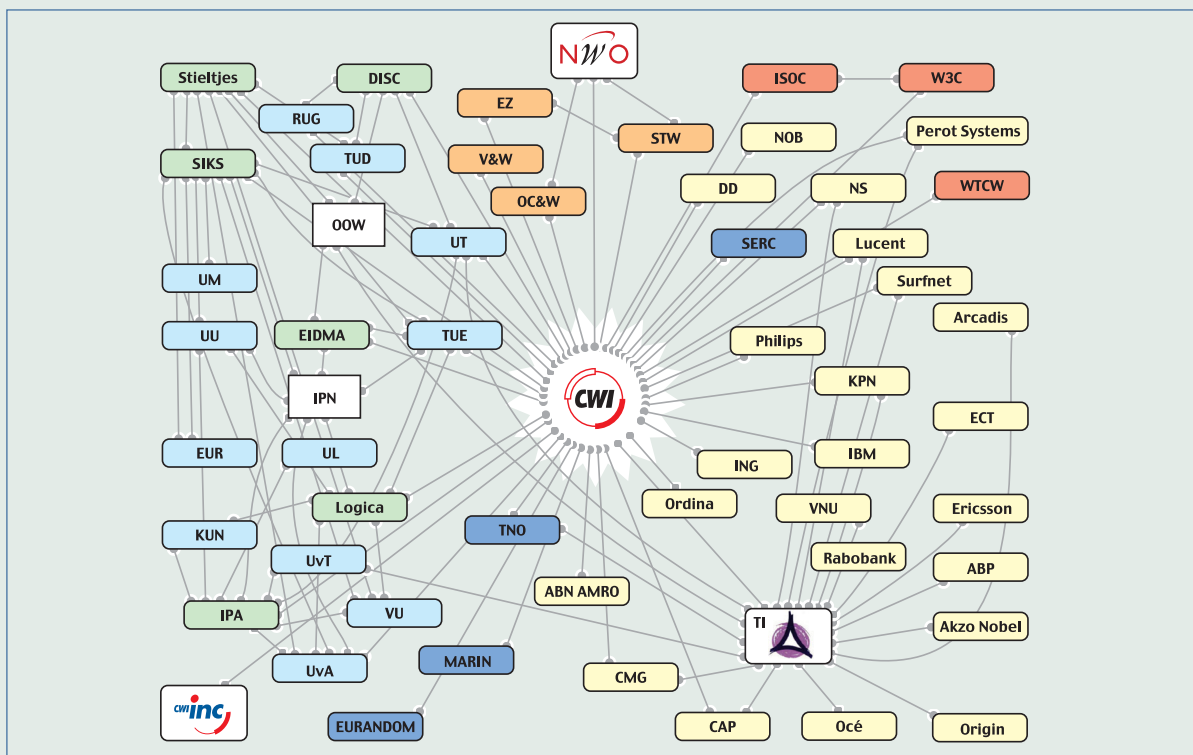 NWO
Stieltjes
DISC
ISOC
W3C
EZ
RUG
STW
NOB
Perot Systems
TUD
V&W
SIKS
DD
NS
WTCW
OC&W
OOW
UT
SERC
Lucent
UM
Surfnet
Arcadis
UU
EIDMA
TUE
Philips
KPN
IPN
CWI
ECT
EUR
UL
ING
IBM
Logica
Ordina
VNU
Ericsson
KUN
TNO
UvT
Rabobank
ABP
ABN AMRO
IPA
VU
TI
Akzo Nobel
UvA
MARIN
CMG
CWI inc
EURANDOM
CAP
Océ
Origin